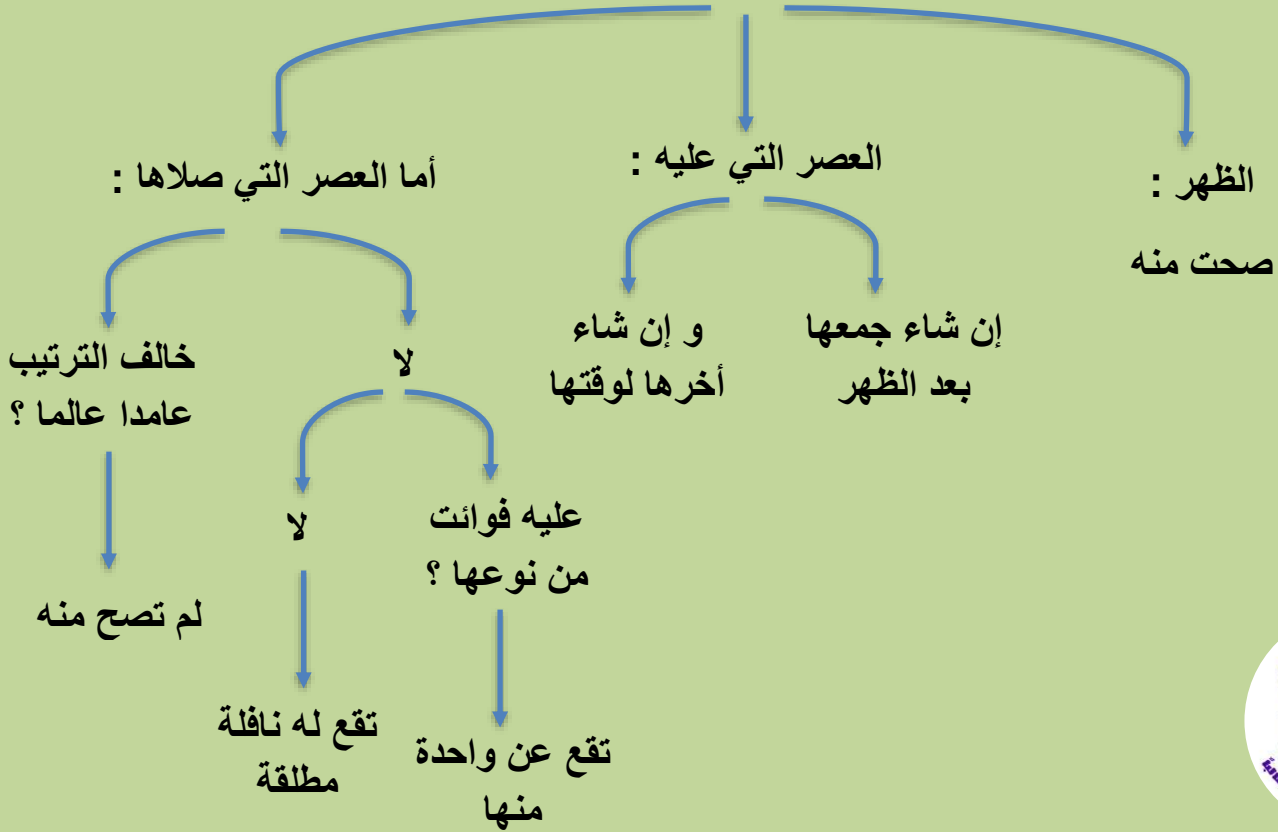 الظهر :
صحت منه
العصر التي عليه :
إن شاء جمعها
بعد الظهر
و إن شاء
أخرها لوقتها
أما العصر التي صلاها :
خالف الترتيب
عامدا عالما ؟
لم تصح منه
لا
عليه فوائت
من نوعها ؟
تقع عن واحدة
منها
لا
تقع له نافلة
مطلقة